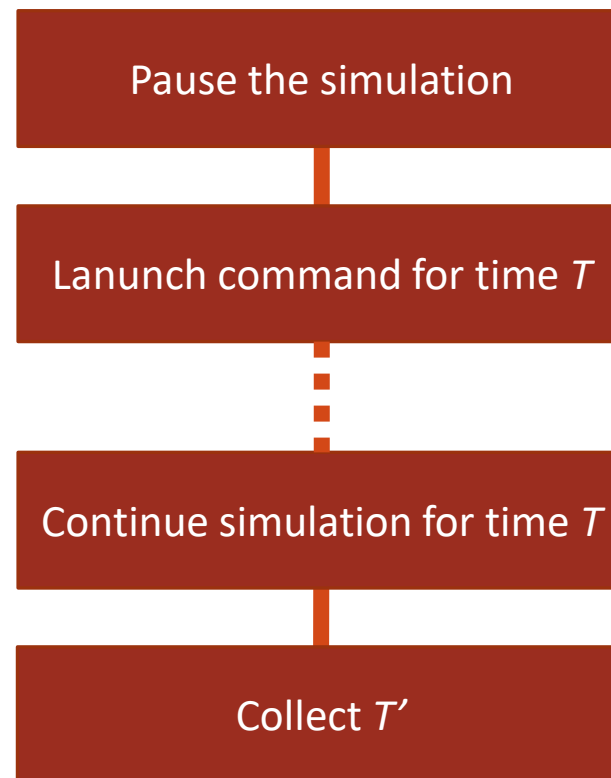 Pause the simulation
Lanunch command for time T
Continue simulation for time T
Collect T’